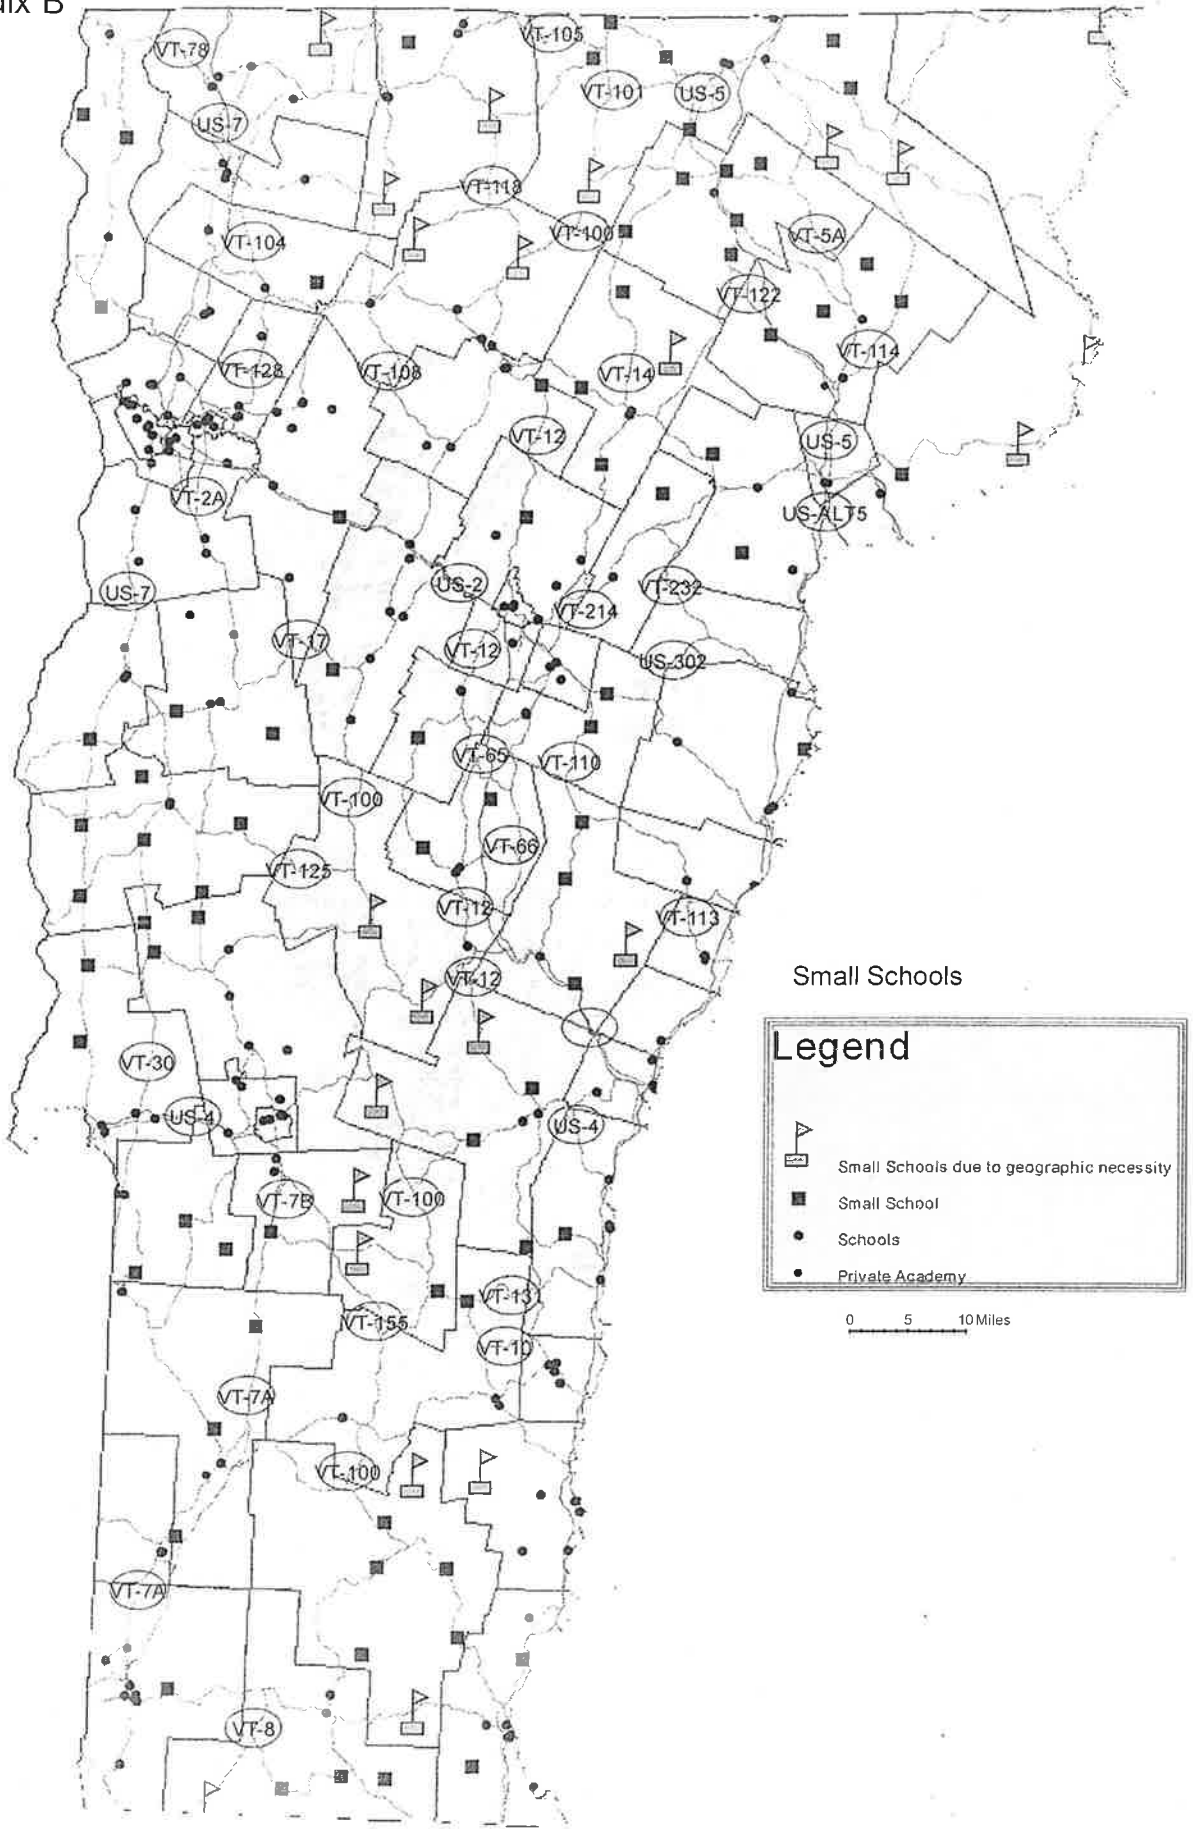 B
VT-105
VT-78
VT-101
US-5
US-7
VT-118
VT-100
VT-104
VT-5A
VT-122
VT-114
VT-128
VT-108
VT-14
VT-12
US-5
VT-2A
US-ALT5
US-7
US-2
VT-232
VT-214
VT-17
VT-12
US-302
VT-65
VT-110
VT-100
VT-66
VT-125
VT-12
VT-113
VT-12
Small Schools
Legend
VT-30
US-4
US-4
Small Schools due to geographic necessity
VT-7B
VT-100
Small School
Schools
Private Academy
VT-131
VT-155
0 5 10 Miles
VT-10
VT-7A
VT-100
VT-7A
VT-8